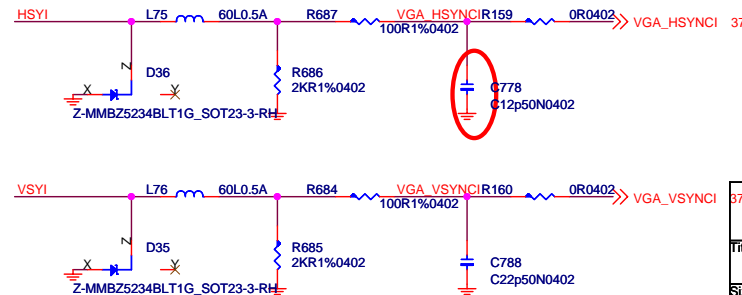 HSYI L75 60L0.5A R687 VGA_HSYNCI R159 0R0402 VGA_HSYNCI 37
100R1%0402
Z D36 R686 C778
X Y 2KR1%0402 C12p50N0402
Z-MMBZ5234BLT1G_SOT23-3-RH
VSYI L76 60L0.5A R684 VGA_VSYNCI R160 0R0402 VGA_VSYNCI 37
100R1%0402
Z D35 R685 C788
X Y 2KR1%0402 C22p50N0402
Z-MMBZ5234BLT1G_SOT23-3-RH